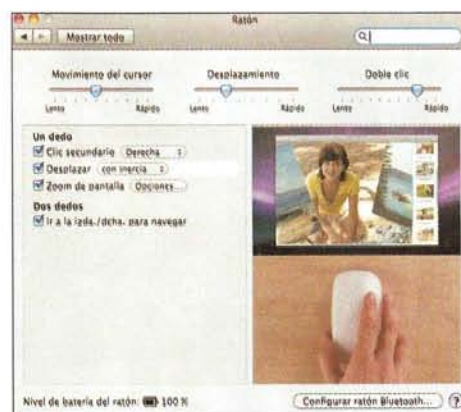 Ratón
Mostrar todo
Movimiento del cursor Desplazamiento Doble clic
Lento Rápido Lento Rápido Lento Rápido
Un dedo
Clic secundario Derecha
Desplazar con inercia
Zoom de pantalla Opciones...
Dos dedos
Ir a la izda./dcha. para navegar
Nivel de batería del ratón: 100 % Configurar ratón Bluetooth... ?